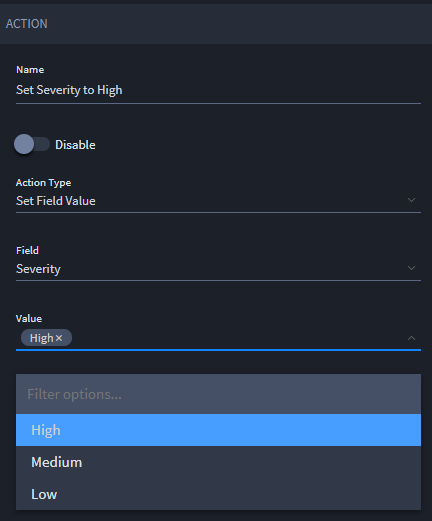 ACTION
Name
Set Severity to High
Disable
Action Type
Set Field Value
Field
Severity
Value
High ×
Filter options...
High
Medium
Low